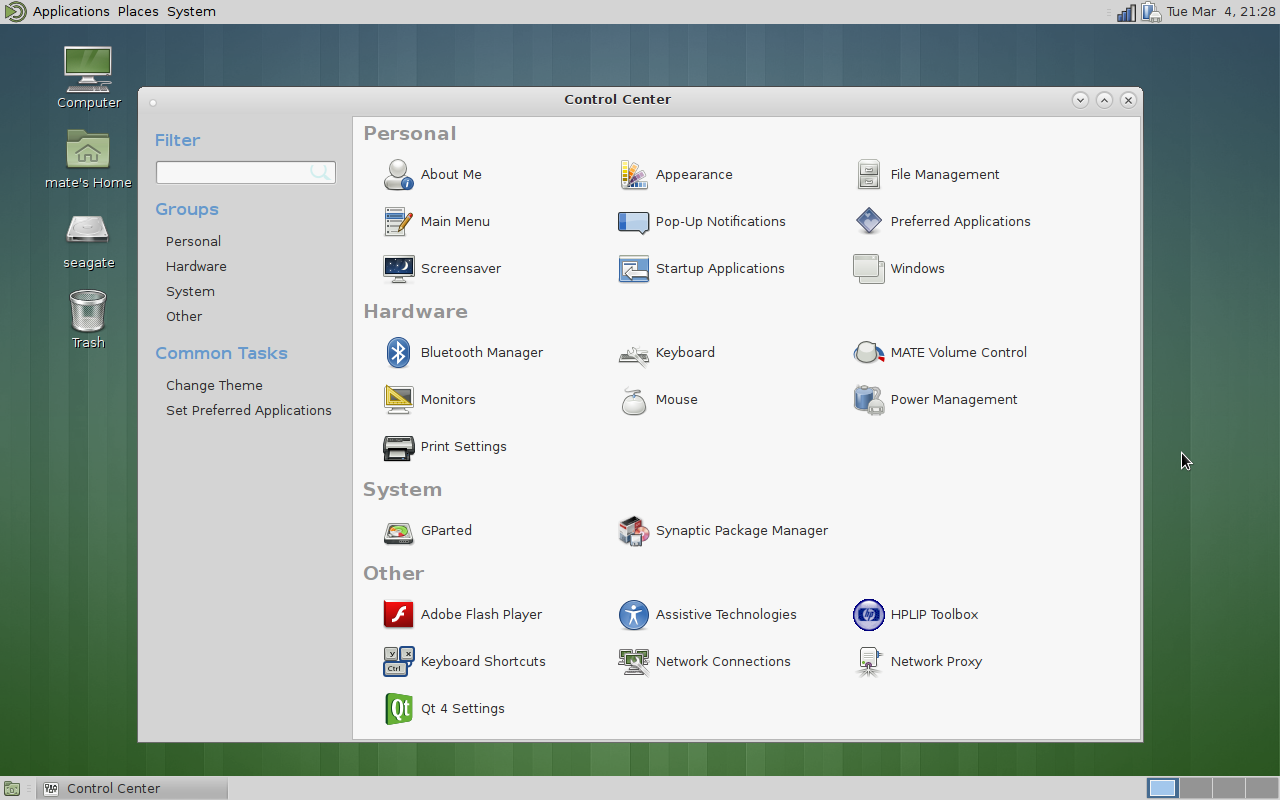 Applications Places System
Tue Mar 4, 21:28
Computer
mate's Home
seagate
Trash
Control Center
Filter
Groups
Personal
Hardware
System
Other
Common Tasks
Change Theme
Set Preferred Applications
Personal
About Me
Appearance
File Management
Main Menu
Pop-Up Notifications
Preferred Applications
Screensaver
Startup Applications
Windows
Hardware
Bluetooth Manager
Keyboard
MATE Volume Control
Monitors
Mouse
Power Management
Print Settings
System
GParted
Synaptic Package Manager
Other
Adobe Flash Player
Assistive Technologies
HPLIP Toolbox
Keyboard Shortcuts
Network Connections
Network Proxy
Qt 4 Settings
Control Center